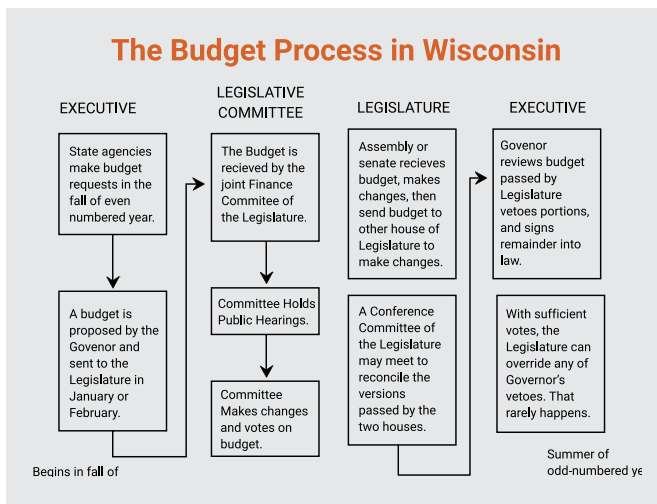 The Budget Process in Wisconsin
EXECUTIVE
State agencies
make budget
requests in the
fall of even
numbered year.
A budget is
proposed by the
Govenor and
sent to the
Legislature in
January or
February.
Begins in fall of
LEGISLATIVE
COMMITTEE
The Budget is
recieved by the
joint Finance
Commitee of
the Legislature.
Committee Holds
Public Hearings.
Committee
Makes changes
and votes on
budget.
LEGISLATURE
Assembly or
senate recieves
budget, makes
changes, then
send budget to
other house of
Legislature to
make changes.
A Conference
Committee of
the Legislature
may meet to
reconcile the
versions
passed by the
two houses.
EXECUTIVE
Govenor
reviews budget
passed by
Legislature
vetoes portions,
and signs
remainder into
law.
With sufficient
votes, the
Legislature can
override any of
Governor's
vetoes. That
rarely happens.
Summer of
odd-numbered